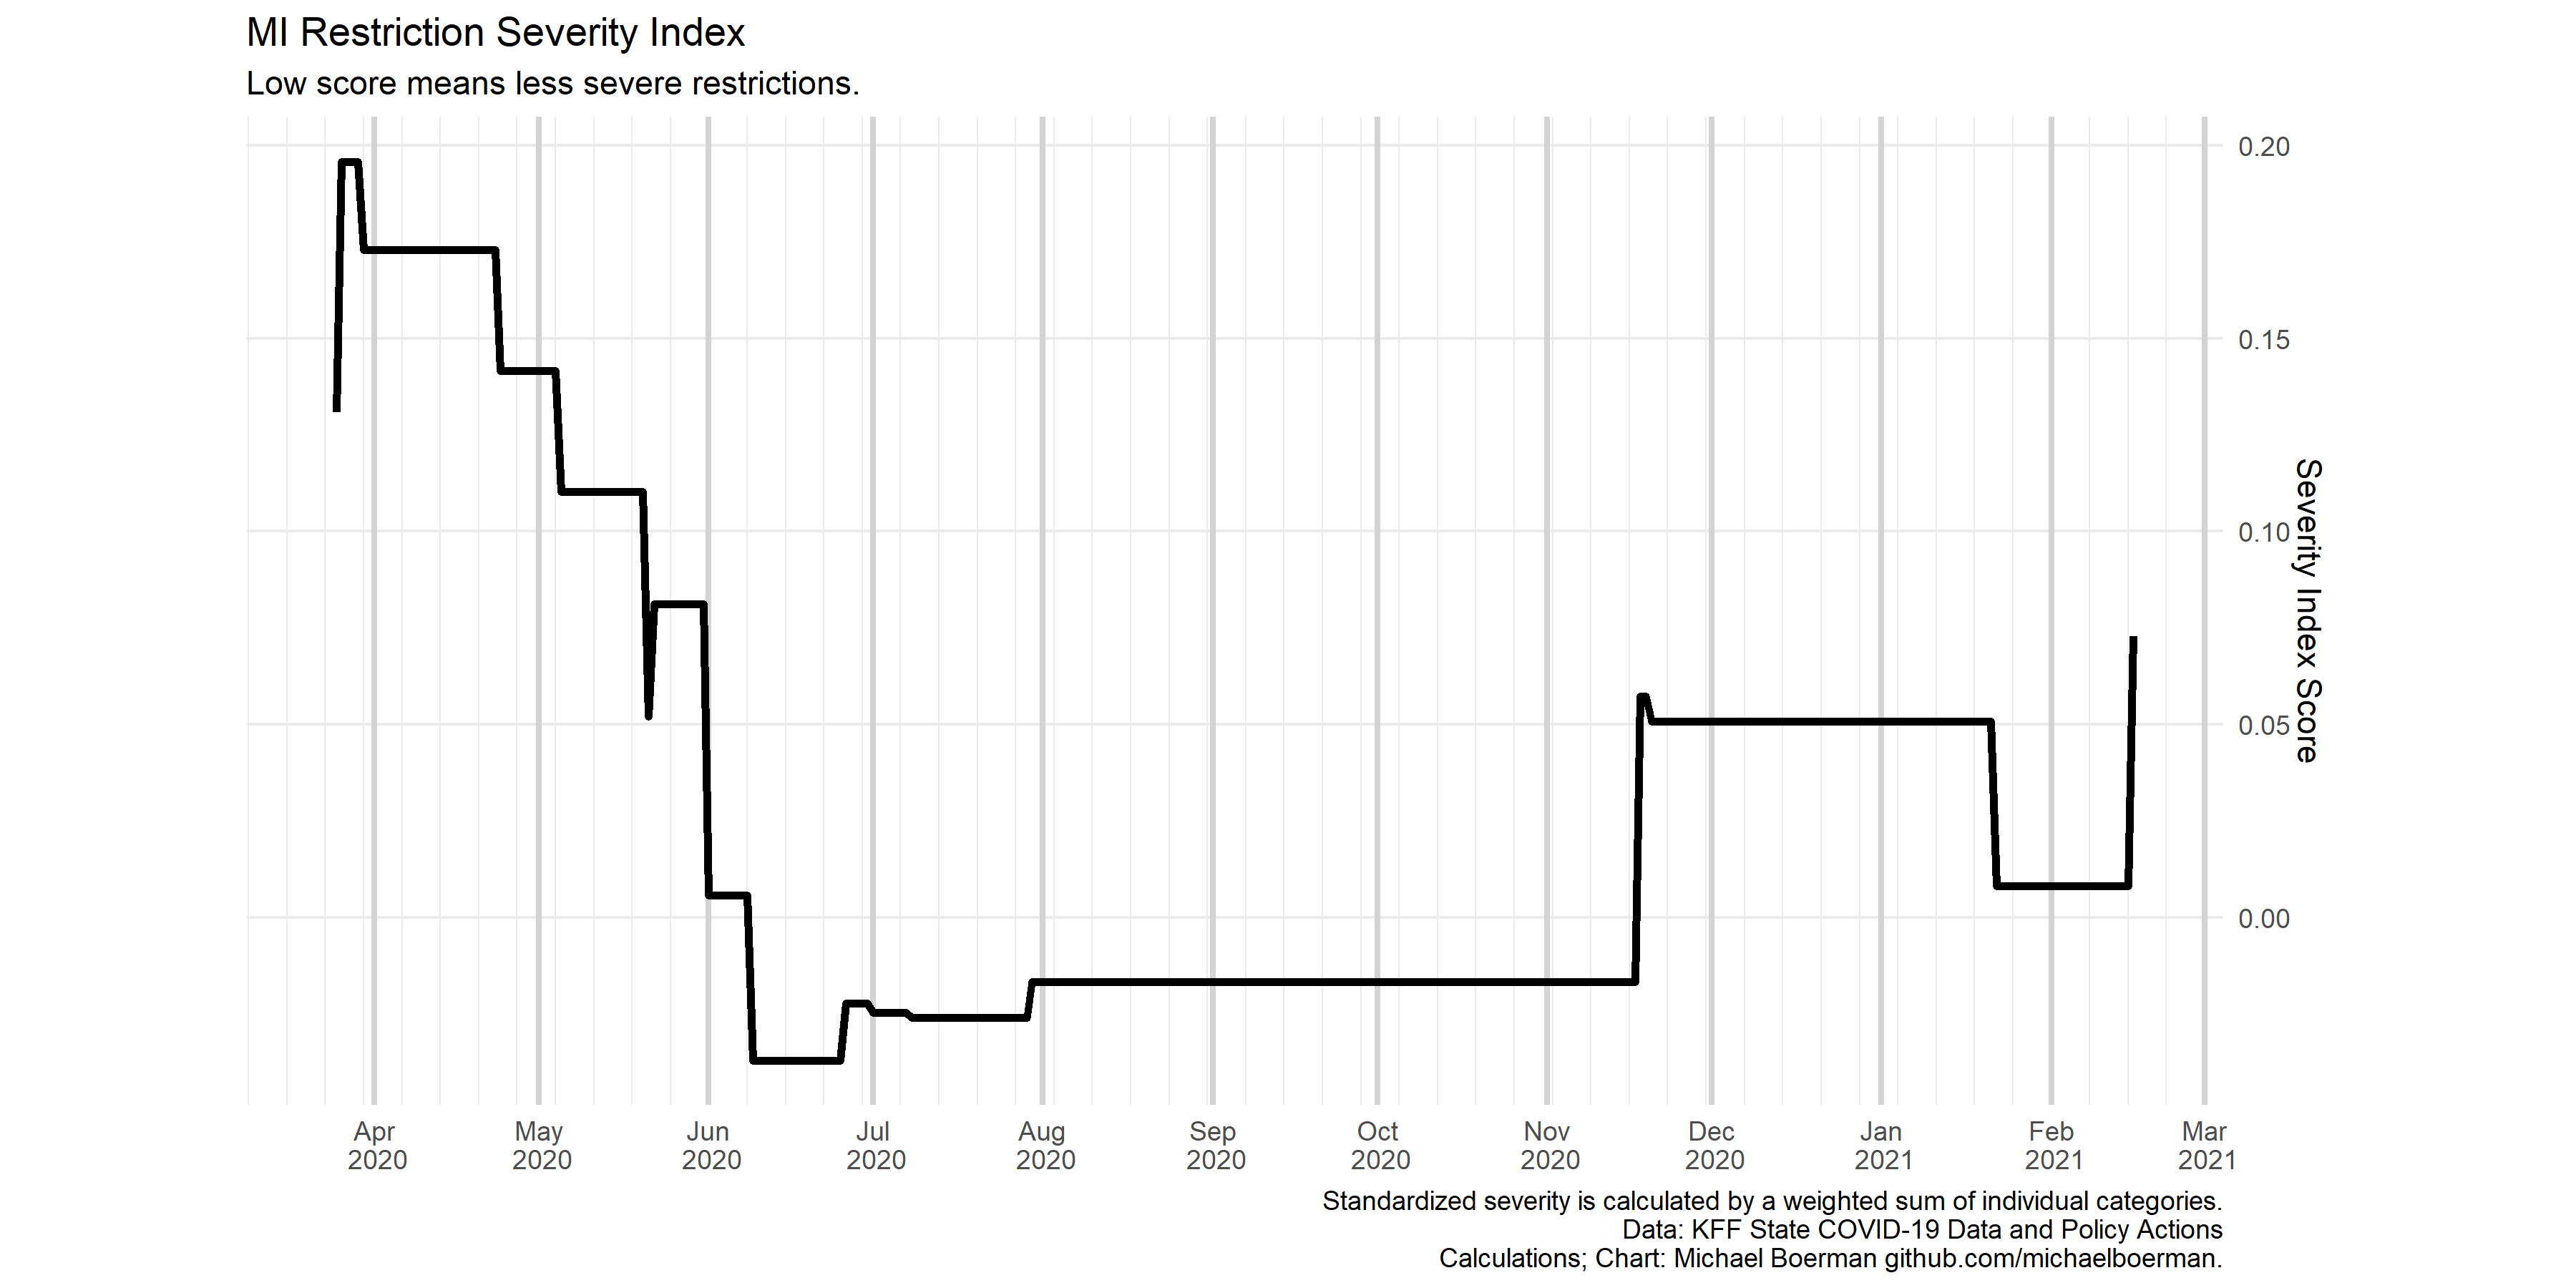 MI Restriction Severity Index
Low score means less severe restrictions.
0.20
0.15
0.10
0.05
0.00
Severity Index Score
Apr 2020
May 2020
Jun 2020
Jul 2020
Aug 2020
Sep 2020
Oct 2020
Nov 2020
Dec 2020
Jan 2021
Feb 2021
Mar 2021
Standardized severity is calculated by a weighted sum of individual categories.
Data: KFF State COVID-19 Data and Policy Actions
Calculations; Chart: Michael Boerman github.com/michaelboerman.